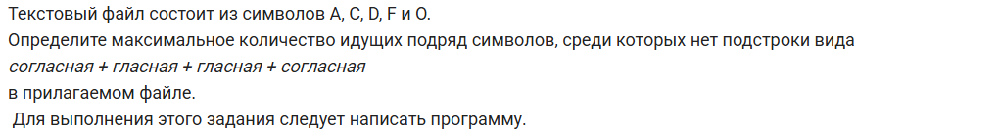 Текстовый файл состоит из символов A, C, D, F и O.
Определите максимальное количество идущих подряд символов, среди которых нет подстроки вида
согласная + гласная + гласная + согласная
в прилагаемом файле.
Для выполнения этого задания следует написать программу.